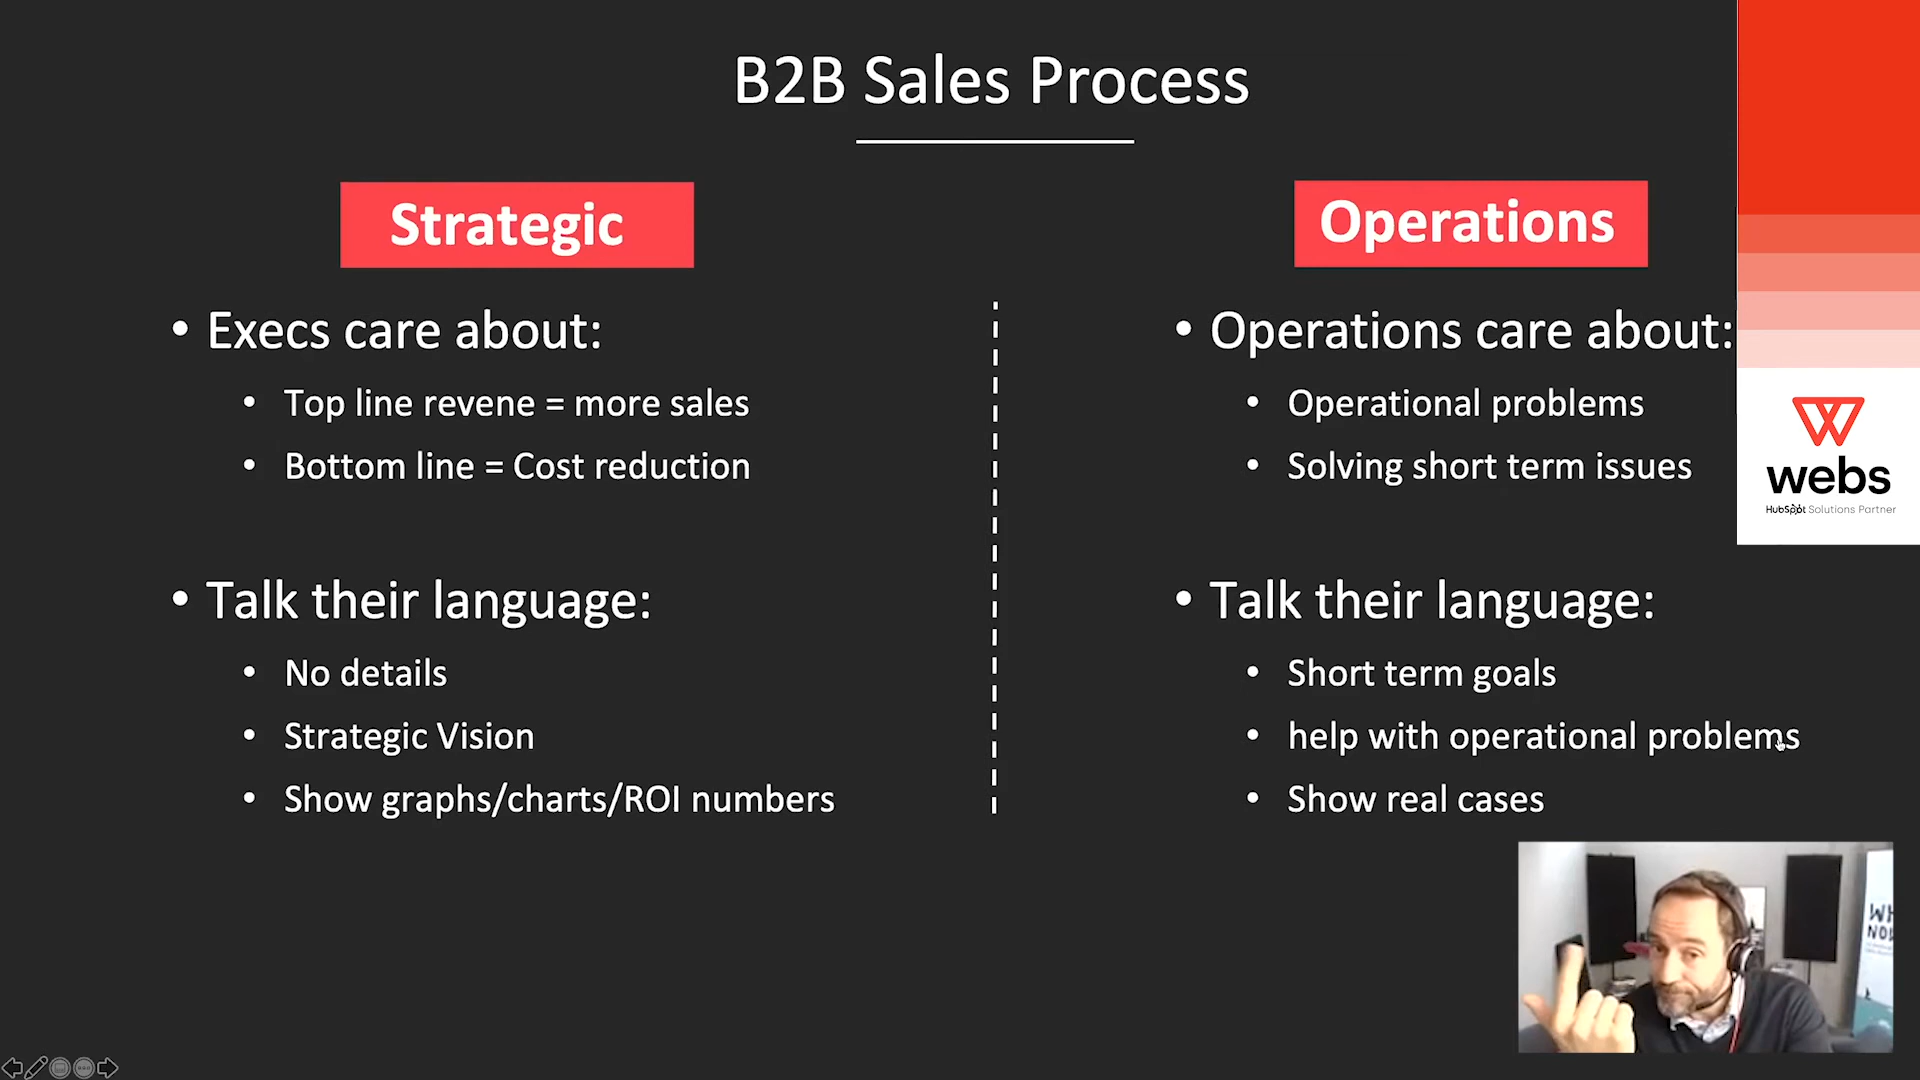 B2B Sales Process
Strategic
• Execs care about:
• Top line revene = more sales
• Bottom line = Cost reduction
• Talk their language:
• No details
• Strategic Vision
• Show graphs/charts/ROI numbers
Operations
• Operations care about:
• Operational problems
• Solving short term issues
• Talk their language:
• Short term goals
• help with operational problems
• Show real cases
webs
HubSpot Solutions Partner
WH
NOW